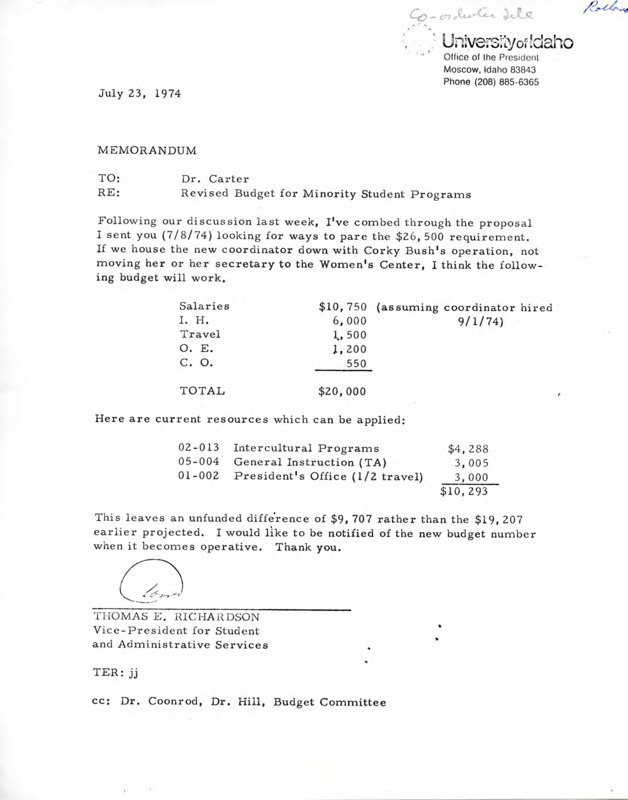 Co-ordinator file
University of Idaho
Office of the President
Moscow, Idaho 83843
Phone (208) 885-6365
July 23, 1974
MEMORANDUM
TO: Dr. Carter
RE: Revised Budget for Minority Student Programs
Following our discussion last week, I've combed through the proposal
I sent you (7/8/74) looking for ways to pare the $26, 500 requirement.
If we house the new coordinator down with Corky Bush's operation, not
moving her or her secretary to the Women's Center, I think the follow-
ing budget will work.
Salaries $10, 750 (assuming coordinator hired
I. H. 6, 000 9/1/74)
Travel 1, 500
O. E. 1, 200
C. O. 550
TOTAL $20, 000
Here are current resources which can be applied:
02-013 Intercultural Programs $4, 288
05-004 General Instruction (TA) 3, 005
01-002 President's Office (1/2 travel) 3, 000
$10, 293
This leaves an unfunded difference of $9, 707 rather than the $19, 207
earlier projected. I would like to be notified of the new budget number
when it becomes operative. Thank you.
THOMAS E. RICHARDSON
Vice-President for Student
and Administrative Services
TER: jj
cc: Dr. Coonrod, Dr. Hill, Budget Committee